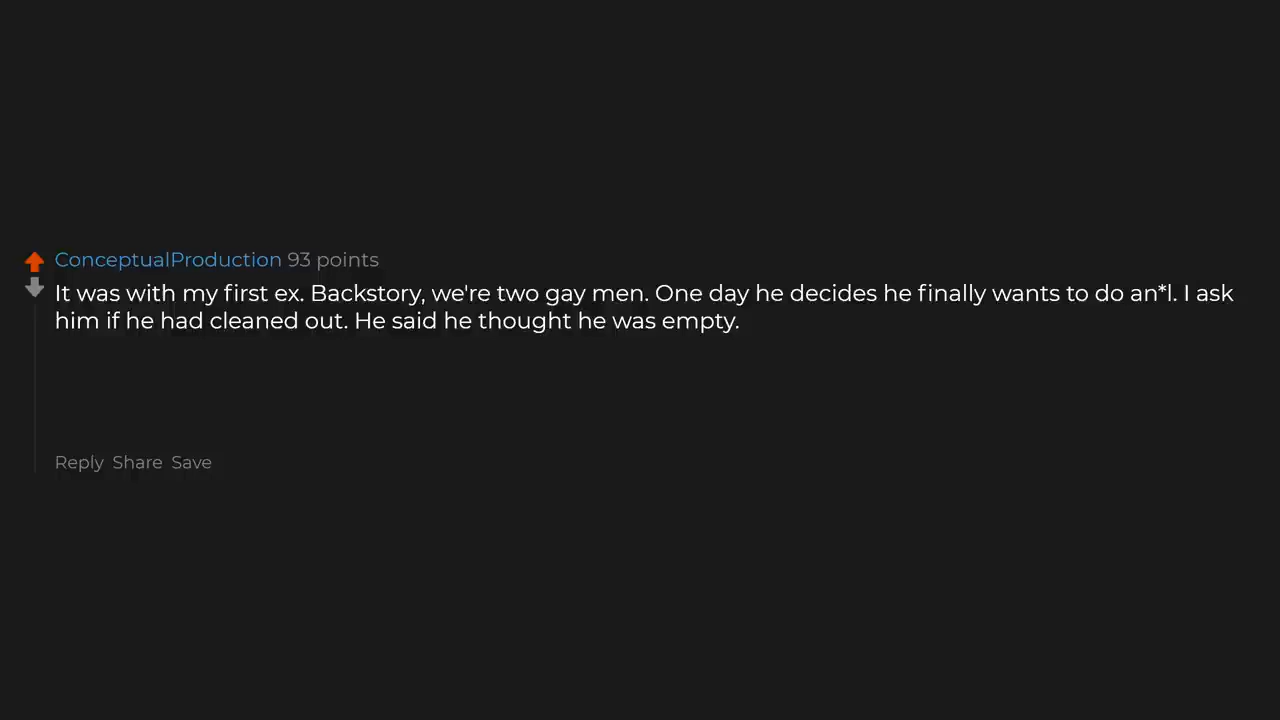 ConceptualProduction 93 points
It was with my first ex. Backstory, we're two gay men. One day he decides he finally wants to do an*l. I ask
him if he had cleaned out. He said he thought he was empty.
Reply Share Save